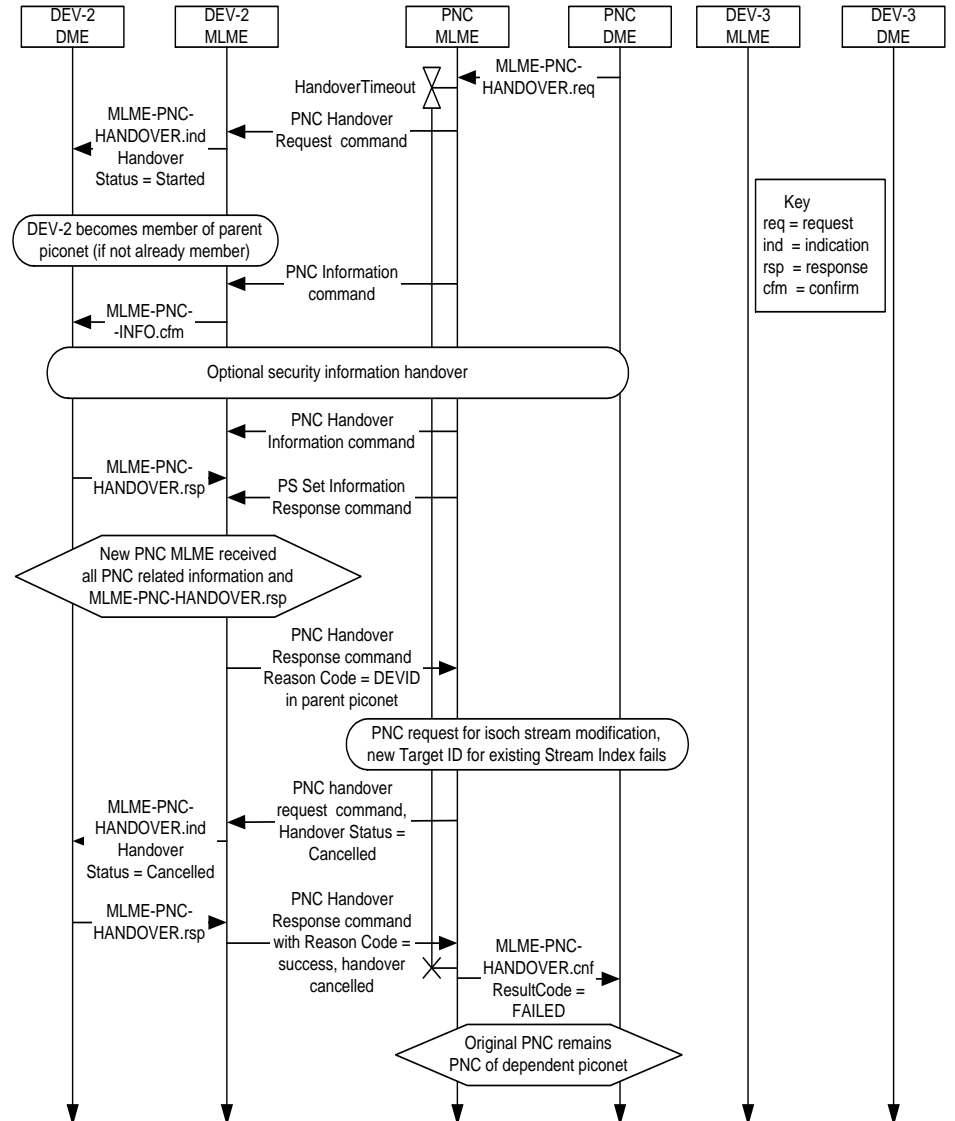 DEV-2
DME
DEV-2
MLME
PNC
MLME
PNC
DME
DEV-3
MLME
DEV-3
DME
MLME-PNC-
HANDOVER.req
HandoverTimeout
PNC Handover
Request command
MLME-PNC-
HANDOVER.ind
Handover
Status = Started
Key
req = request
ind = indication
rsp = response
cfm = confirm
DEV-2 becomes member of parent
piconet (if not already member)
PNC Information
command
MLME-PNC-
-INFO.cfm
Optional security information handover
PNC Handover
Information command
MLME-PNC-
HANDOVER.rsp
PS Set Information
Response command
New PNC MLME received
all PNC related information and
MLME-PNC-HANDOVER.rsp
PNC Handover
Response command
Reason Code = DEVID
in parent piconet
PNC request for isoch stream modification,
new Target ID for existing Stream Index fails
PNC handover
request command,
Handover Status =
Cancelled
MLME-PNC-
HANDOVER.ind
Handover
Status = Cancelled
MLME-PNC-
HANDOVER.rsp
PNC Handover
Response command
with Reason Code =
success, handover
cancelled
MLME-PNC-
HANDOVER.cnf
ResultCode =
FAILED
Original PNC remains
PNC of dependent piconet